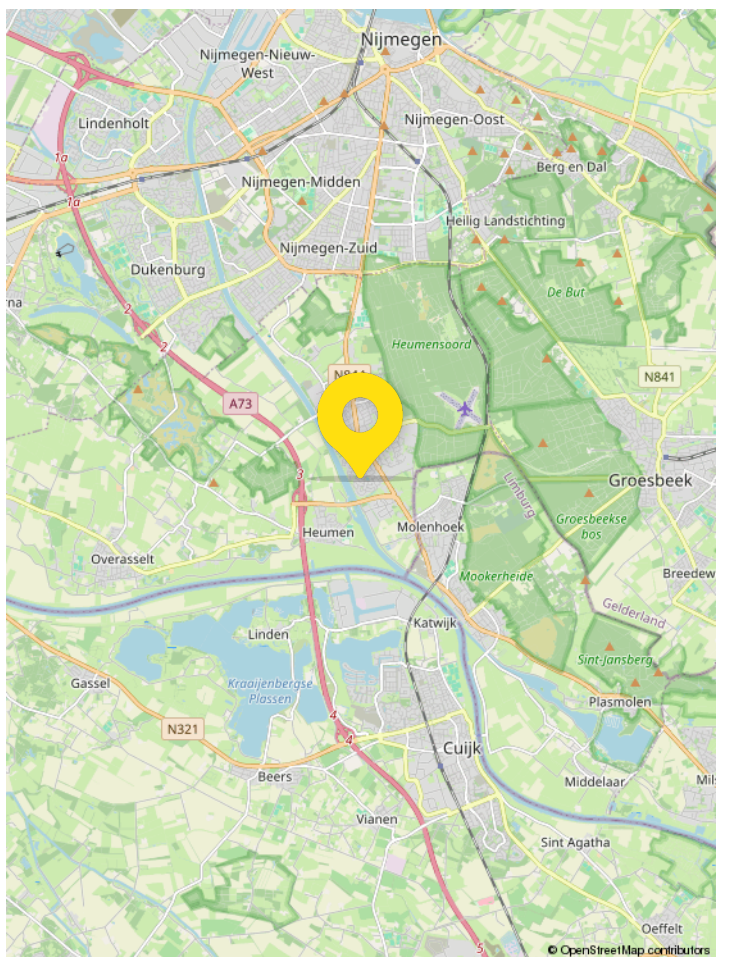 Nijmegen
Nijmegen-Nieuw-
West
Nijmegen-Oost
Lindenholt
1a
Berg en Dal
Nijmegen-Midden
1a
Heilig Landstichting
Nijmegen-Zuid
Dukenburg
De But
rna
2
2
Heumensoord
N841
A73
3
Groesbeek
Limburg
Groesbeekse
bos
Molenhoek
Heumen
Overasselt
Breedew
Mookerheide
Gelderland
Katwijk
Linden
Sint-Jansberg
Gassel
Kraaijenbergse
Plassen
Plasmolen
4
N321
4
Cuijk
Beers
Middelaar
Mils
Vianen
Sint Agatha
Oeffelt
5
© OpenStreetMap contributors